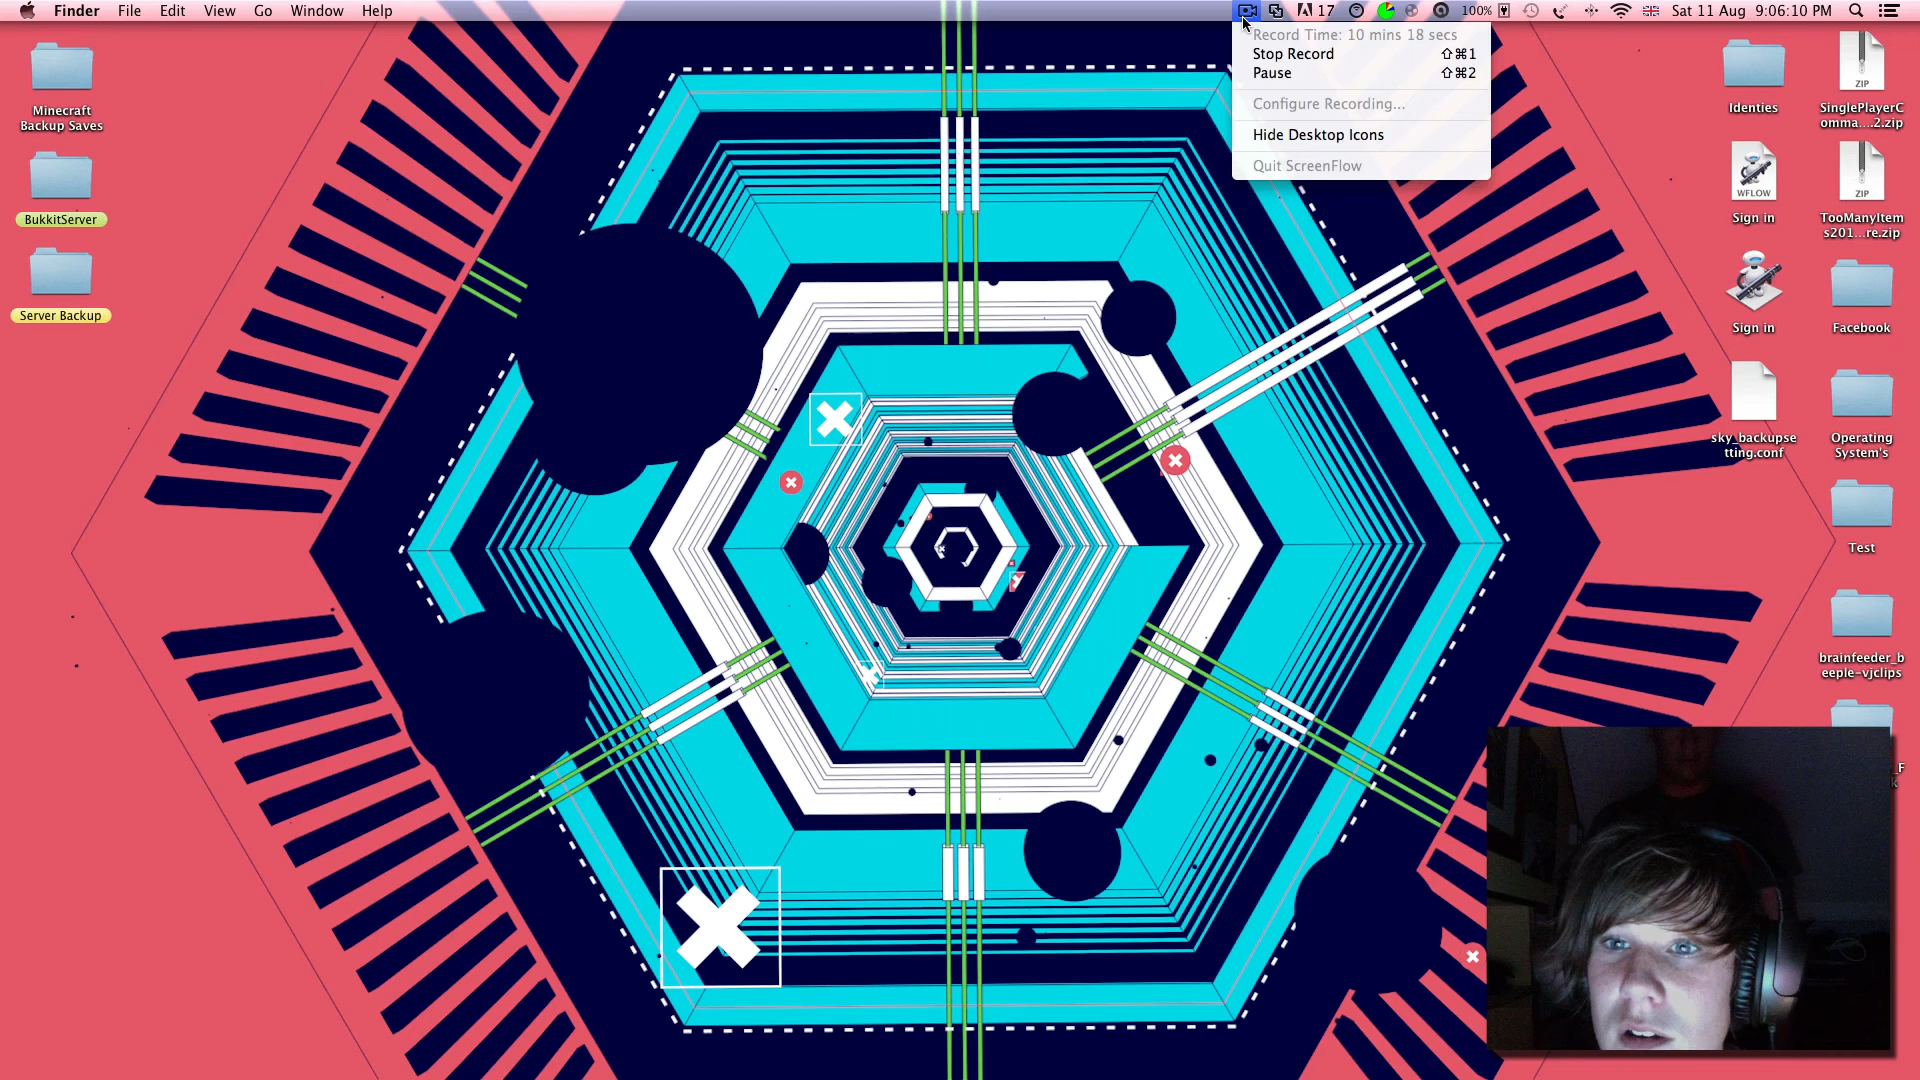 Finder File Edit View Go Window Help
17 100% Sat 11 Aug 9:06:10 PM
Record Time: 10 mins 18 secs
Stop Record ⇧⌘1
Pause ⇧⌘2
Configure Recording...
Hide Desktop Icons
Quit ScreenFlow
Minecraft
Backup Saves
BukkitServer
Server Backup
Identies
WFLOW
Sign in
Sign in
sky_backupse
tting.conf
ZIP
SinglePlayerC
omma....2.zip
ZIP
TooManyItem
s201...re.zip
Facebook
Operating
System's
Test
brainfeeder_b
eeple-vjclips